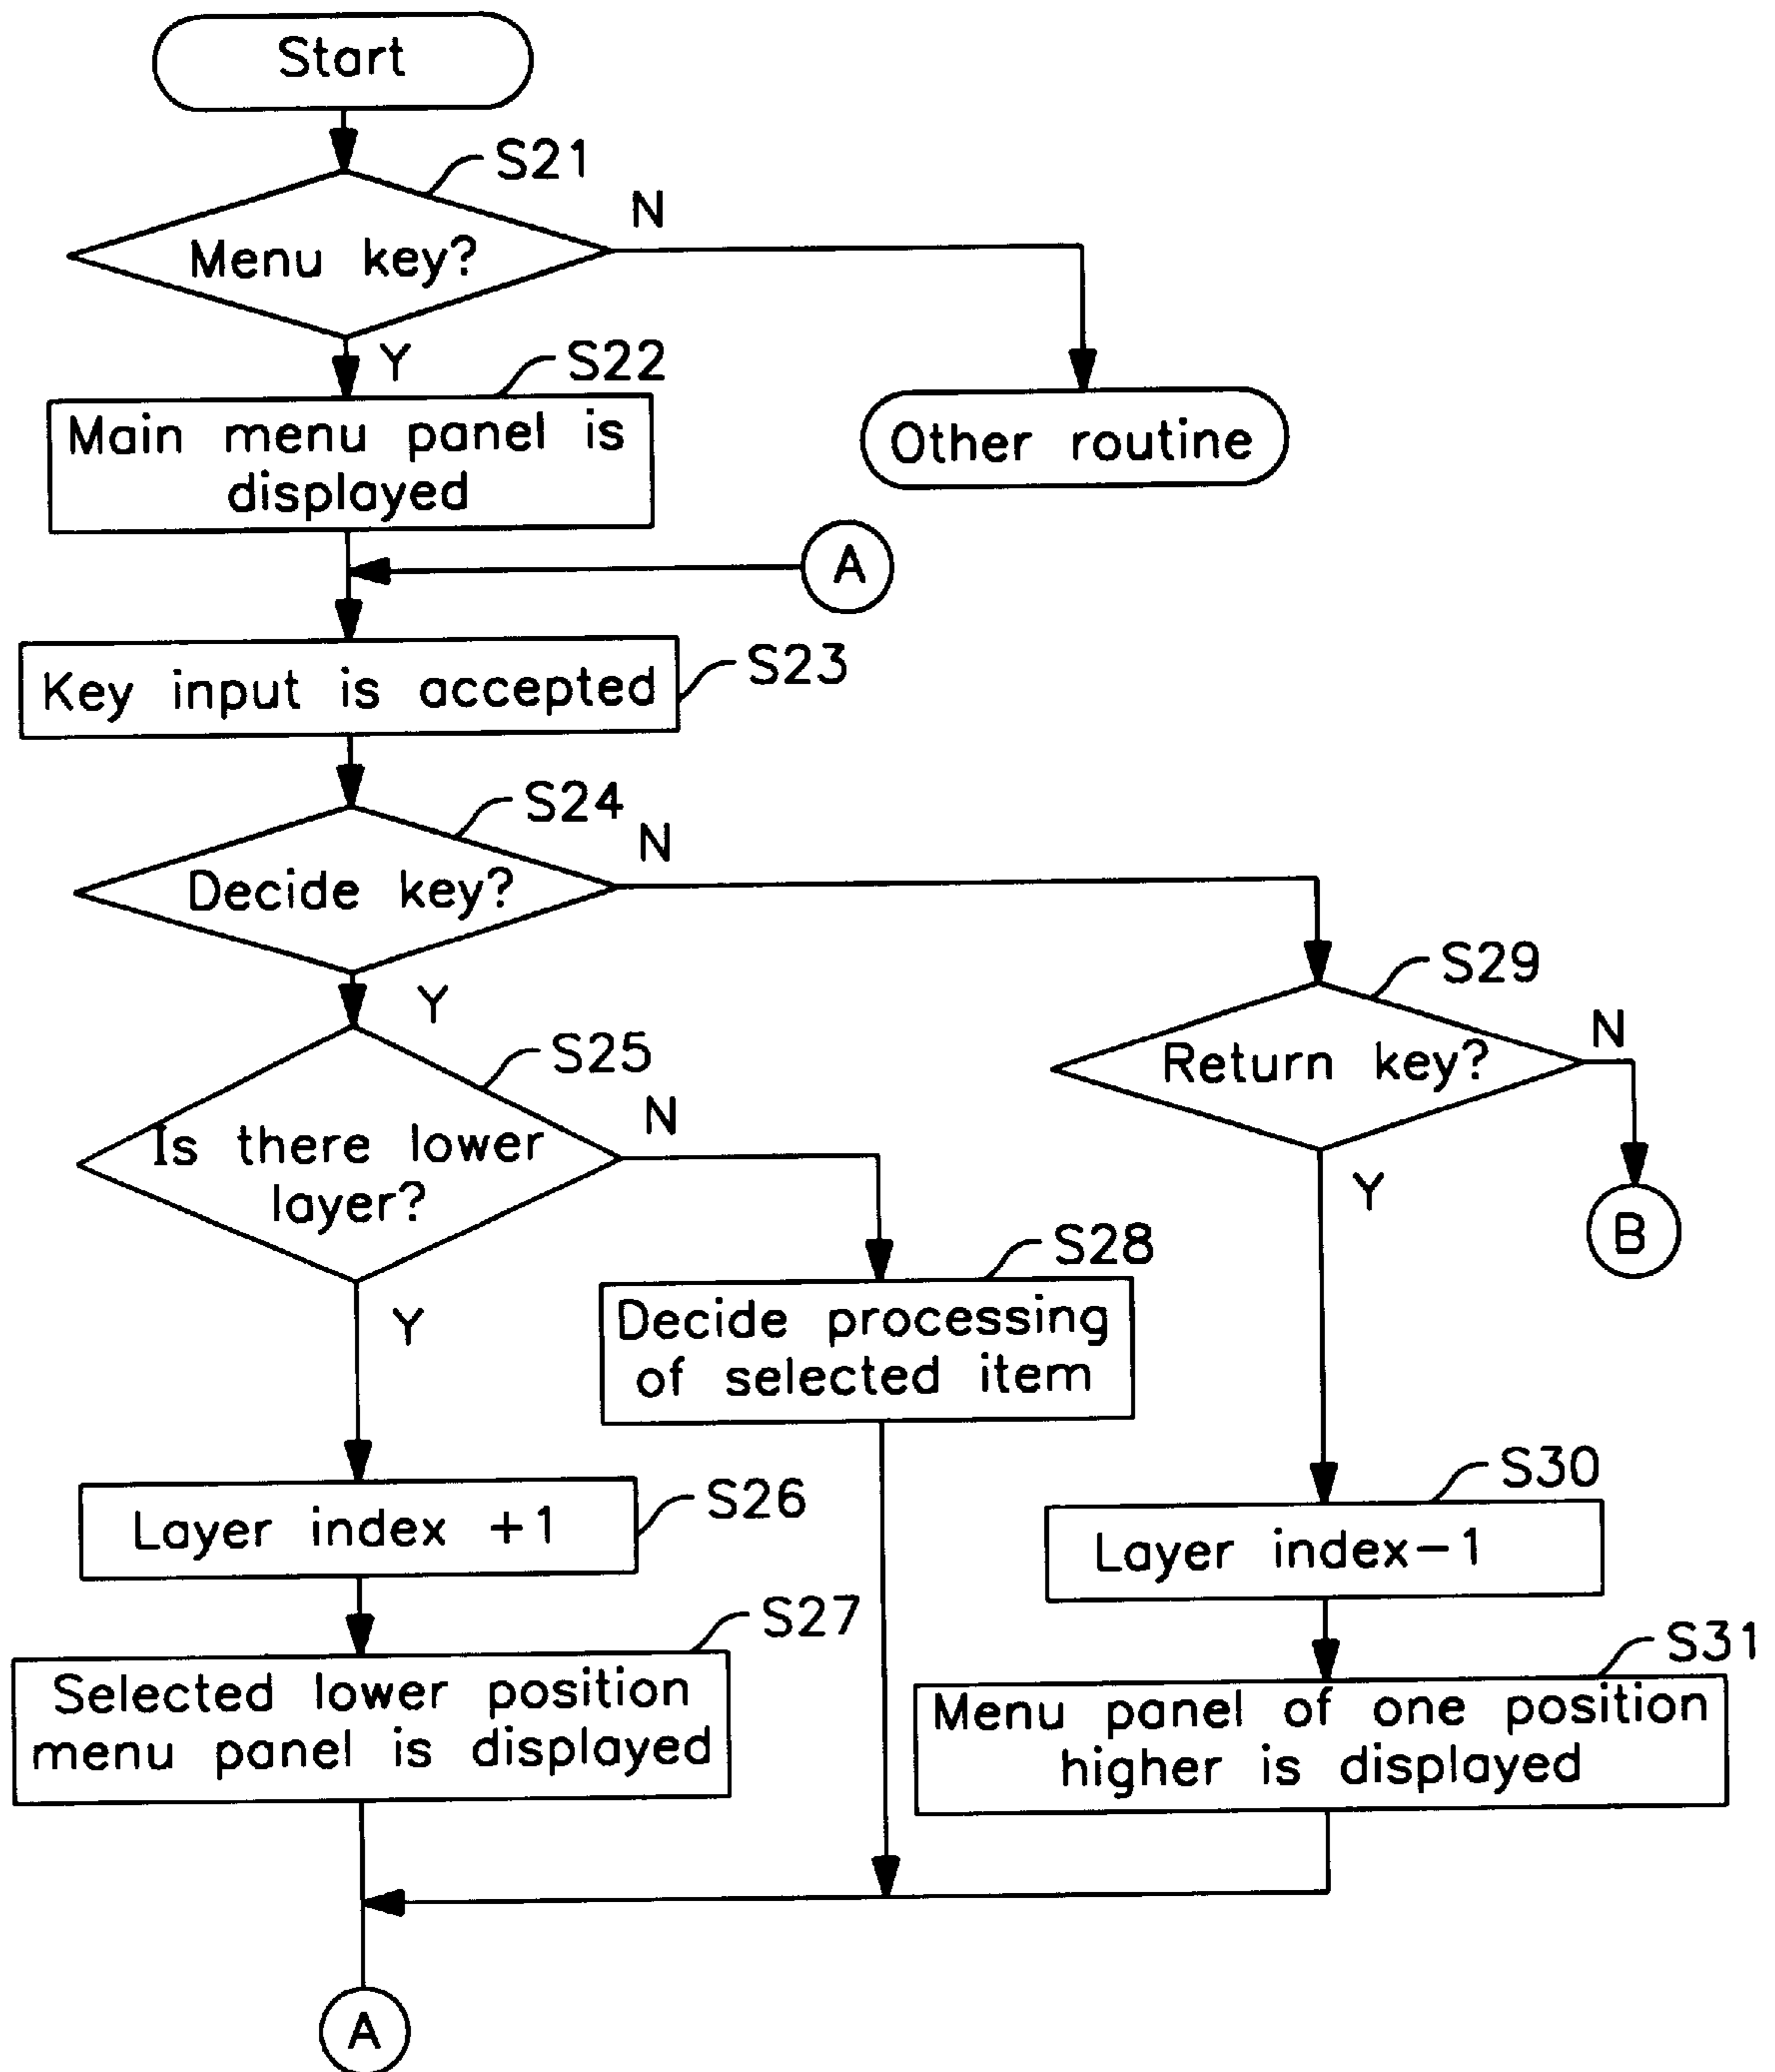 Start
S21
N
Menu key?
Y
S22
Main menu panel is
displayed
Other routine
A
Key input is accepted
S23
S24
N
Decide key?
Y
S29
N
Return key?
Y
B
S25
N
Is there lower
layer?
Y
S28
Decide processing
of selected item
Layer index +1
S26
S30
Layer index-1
S27
Selected lower position
menu panel is displayed
S31
Menu panel of one position
higher is displayed
A